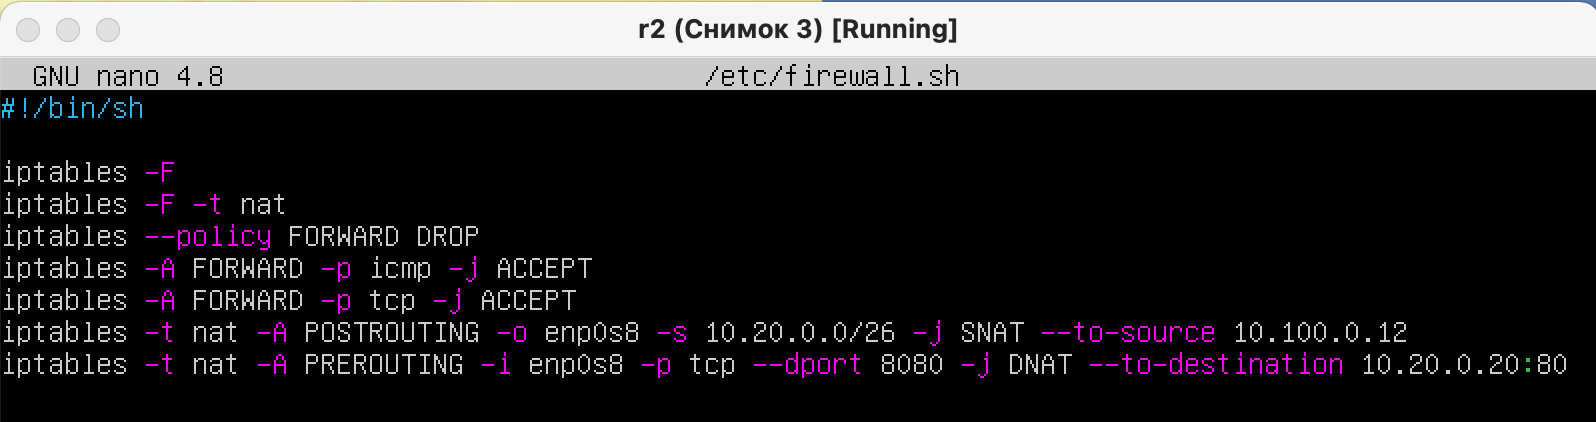 r2 (Снимок 3) [Running]
GNU nano 4.8 /etc/firewall.sh
#!/bin/sh
iptables -F
iptables -F -t nat
iptables --policy FORWARD DROP
iptables -A FORWARD -p icmp -j ACCEPT
iptables -A FORWARD -p tcp -j ACCEPT
iptables -t nat -A POSTROUTING -o enp0s8 -s 10.20.0.0/26 -j SNAT --to-source 10.100.0.12
iptables -t nat -A PREROUTING -i enp0s8 -p tcp --dport 8080 -j DNAT --to-destination 10.20.0.20:80